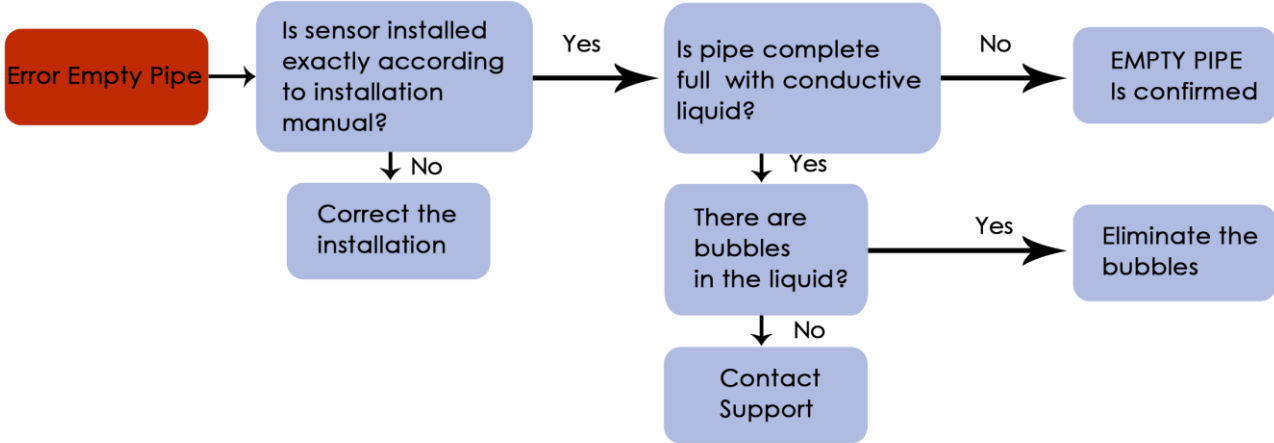 Error Empty Pipe
Is sensor installed
exactly according
to installation
manual?
Yes
Is pipe complete
full with conductive
liquid?
No
EMPTY PIPE
Is confirmed
No
Correct the
installation
Yes
There are
bubbles
in the liquid?
Yes
Eliminate the
bubbles
No
Contact
Support